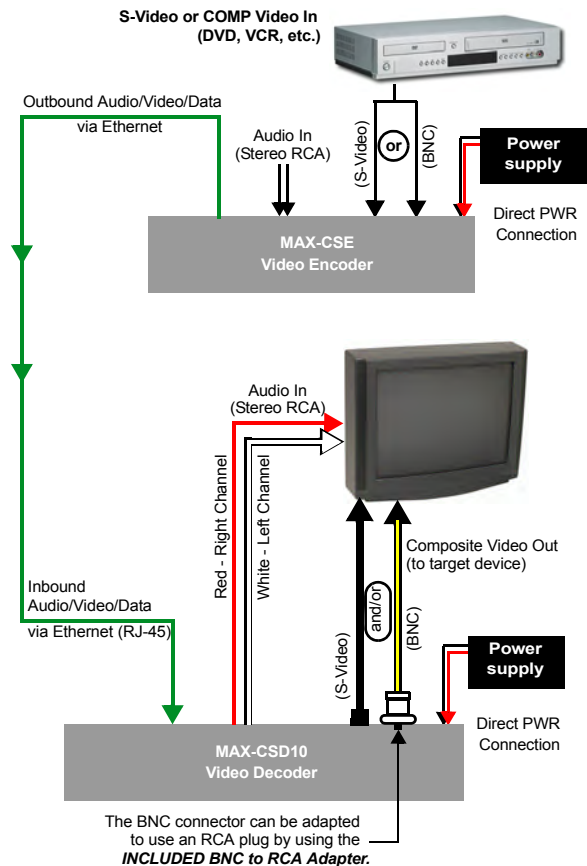 S-Video or COMP Video In
(DVD, VCR, etc.)
Outbound Audio/Video/Data
via Ethernet
Audio In
(Stereo RCA)
(S-Video)
or
(BNC)
Power
supply
Direct PWR
Connection
MAX-CSE
Video Encoder
Audio In
(Stereo RCA)
Red - Right Channel
White - Left Channel
Composite Video Out
(to target device)
and/or
(S-Video)
(BNC)
Inbound
Audio/Video/Data
via Ethernet (RJ-45)
Power
supply
Direct PWR
Connection
MAX-CSD10
Video Decoder
The BNC connector can be adapted
to use an RCA plug by using the
INCLUDED BNC to RCA Adapter.